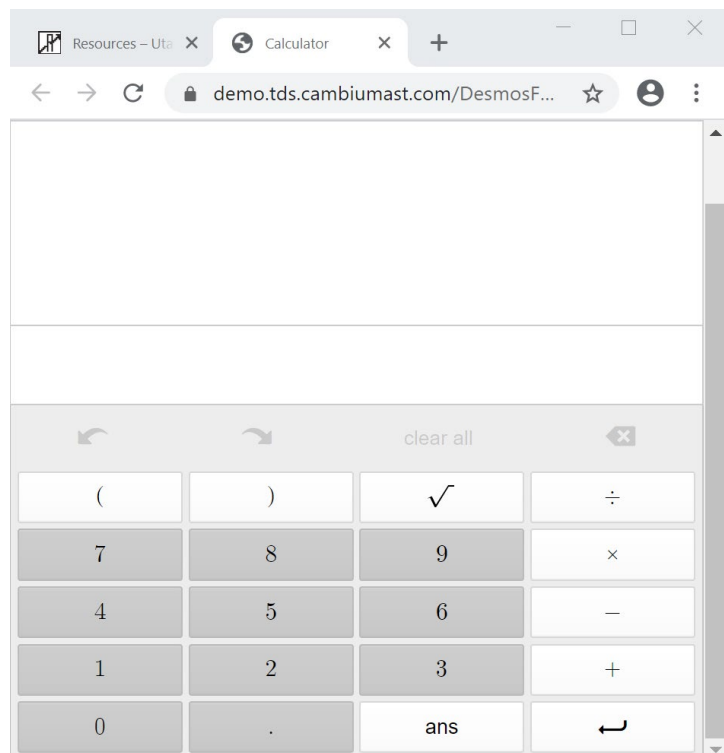 Resources – Uta
Calculator
demo.tds.cambiumast.com/DesmosF...
clear all
( ) √ ÷
7 8 9 ×
4 5 6 −
1 2 3 +
0 . ans